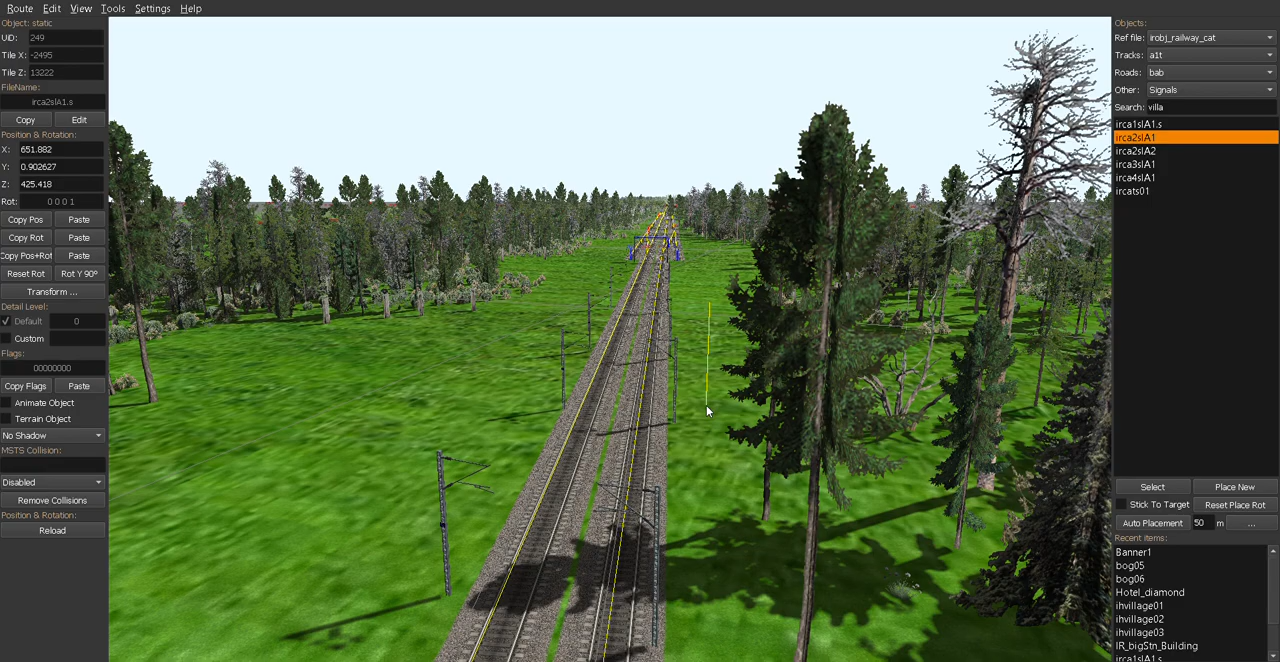 Route Edit View Tools Settings Help
Object: static
UiD: 249
Tile X: -2495
Tile Z: 13222
FileName:
irca2slA1.s
Copy Edit
Position & Rotation:
X: 651.882
Y: 0.902627
Z: 425.418
Rot: 0 0 0 1
Copy Pos Paste
Copy Rot Paste
Copy Pos+Rot Paste
Reset Rot Rot Y 90º
Transform ...
Detail Level:
Default 0
Custom
Flags:
00000000
Copy Flags Paste
Animate Object
Terrain Object
No Shadow
MSTS Collision:
Disabled
Remove Collisions
Position & Rotation:
Reload
Objects:
Ref file: irobj_railway_cat
Tracks: a1t
Roads: bab
Other: Signals
Search: villa
irca1slA1.s
irca2slA1
irca2slA2
irca3slA1
irca4slA1
ircats01
Select Place New
Stick To Target Reset Place Rot
Auto Placement 50 m ...
Recent items:
Banner1
bog05
bog06
Hotel_diamond
ihvillage01
ihvillage02
ihvillage03
IR_bigStn_Building
irca1slA1.s